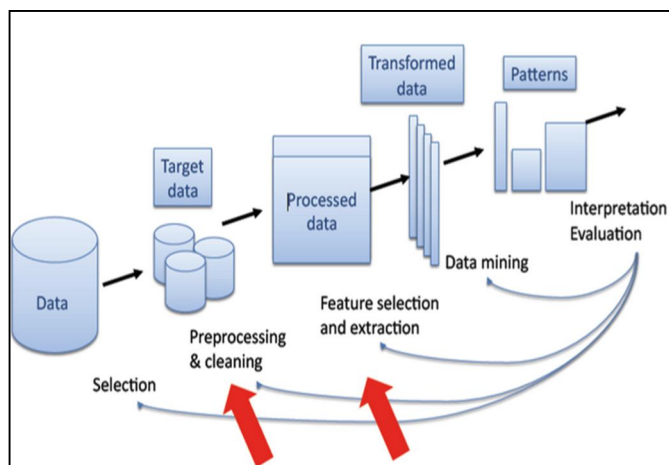 Transformed
data
Patterns
Target
data
Processed
data
Data
Interpretation
Evaluation
Data mining
Feature selection
and extraction
Preprocessing
& cleaning
Selection